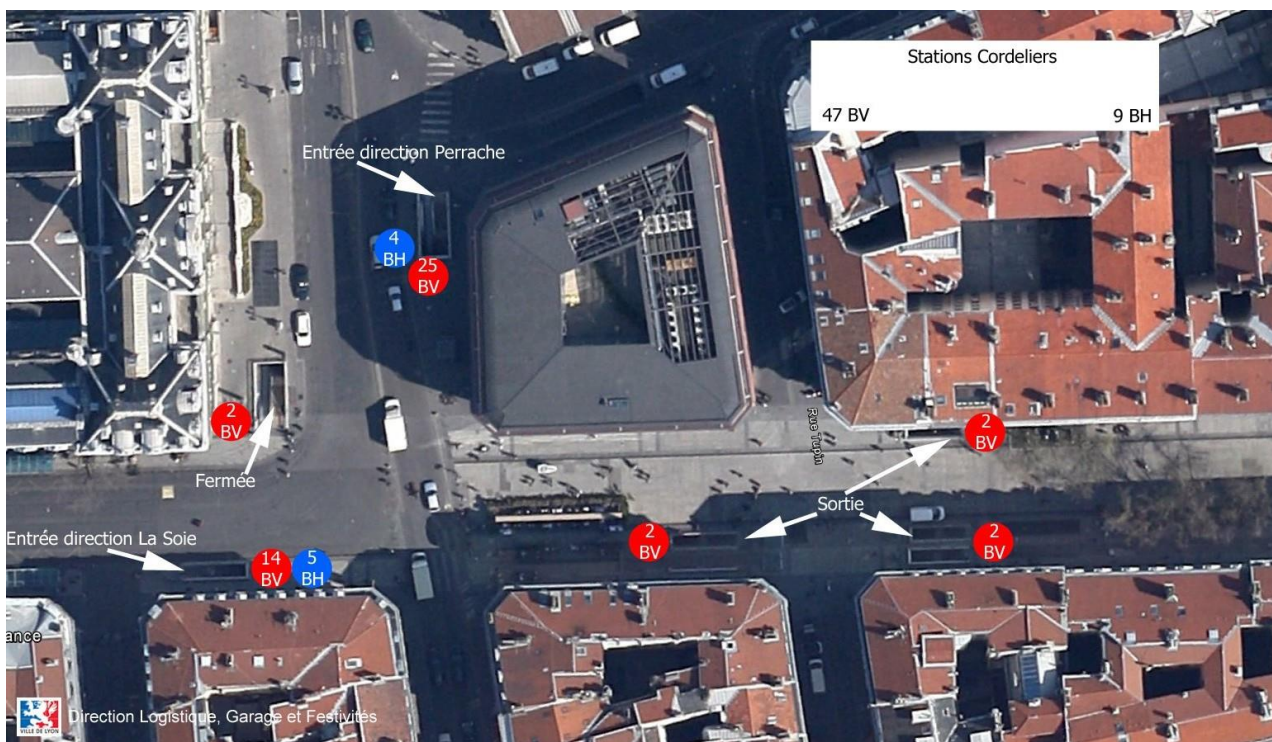 Stations Cordeliers
47 BV 9 BH
Entrée direction Perrache
4
BH
25
BV
2
BV
Fermée
Rue Tupin
2
BV
Sortie
Entrée direction La Soie
14
BV
5
BH
2
BV
2
BV
ance
VILLE DE LYON
Direction Logistique, Garage et Festivités